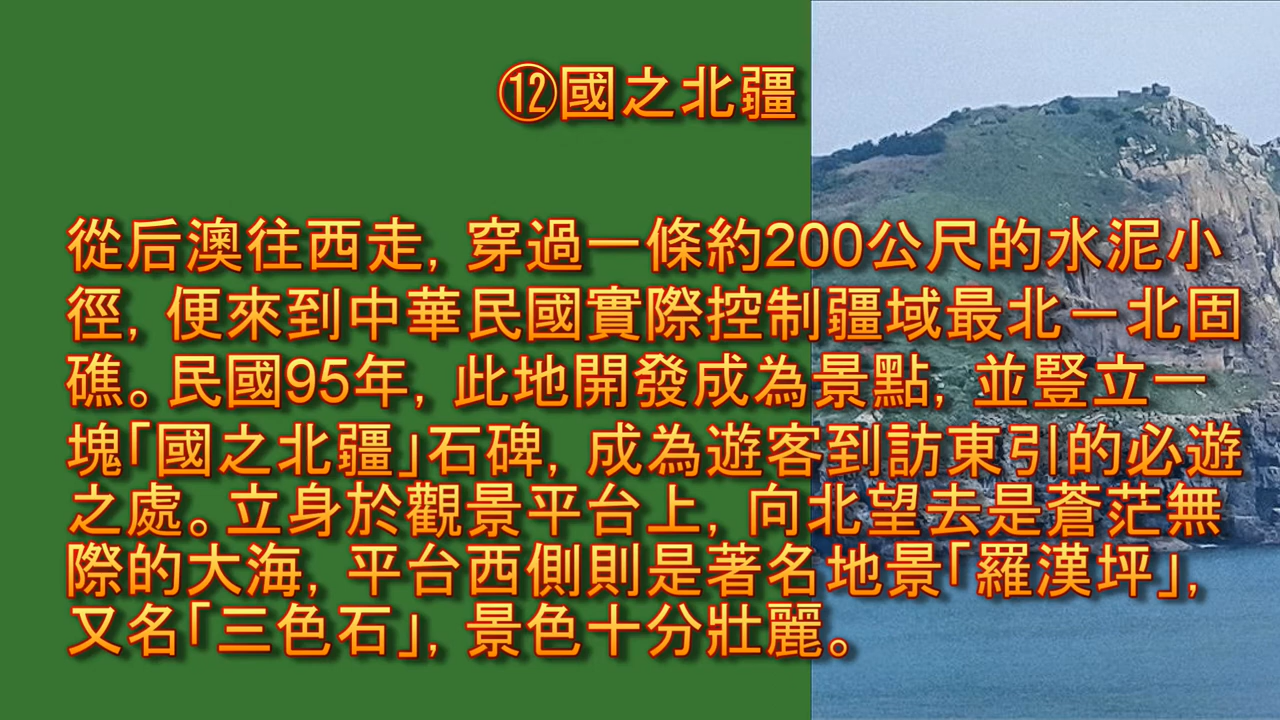 ⑫國之北疆
從后澳往西走，穿過一條約200公尺的水泥小
徑，便來到中華民國實際控制疆域最北－北固
礁。民國95年，此地開發成為景點，並豎立一
塊「國之北疆」石碑，成為遊客到訪東引的必遊
之處。立身於觀景平台上，向北望去是蒼茫無
際的大海，平台西側則是著名地景「羅漢坪」，
又名「三色石」，景色十分壯麗。